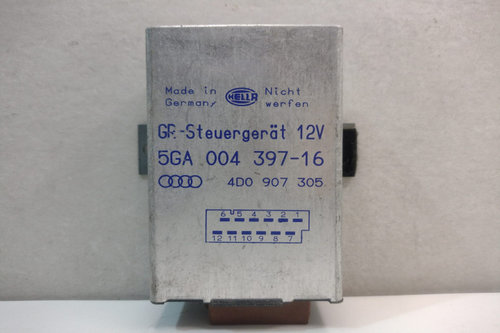 Made in HELLA Nicht
Germany werfen
GR-Steuergerät 12V
5GA 004 397-16
4D0 907 305
6 5 4 3 2 1
12 11 10 9 8 7